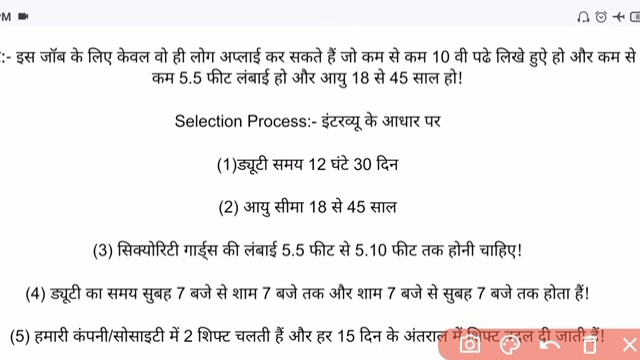 M
:- इस जॉब के लिए केवल वो ही लोग अप्लाई कर सकते हैं जो कम से कम 10 वी पढे लिखे हुऐ हो और कम से
कम 5.5 फीट लंबाई हो और आयु 18 से 45 साल हो!
Selection Process:- इंटरव्यू के आधार पर
(1)ड्यूटी समय 12 घंटे 30 दिन
(2) आयु सीमा 18 से 45 साल
(3) सिक्योरिटी गार्ड्स की लंबाई 5.5 फीट से 5.10 फीट तक होनी चाहिए!
(4) ड्यूटी का समय सुबह 7 बजे से शाम 7 बजे तक और शाम 7 बजे से सुबह 7 बजे तक होता हैं!
(5) हमारी कंपनी/सोसाइटी में 2 शिफ्ट चलती हैं और हर 15 दिन के अंतराल में शिफ्ट बदल दी जाती हैं!